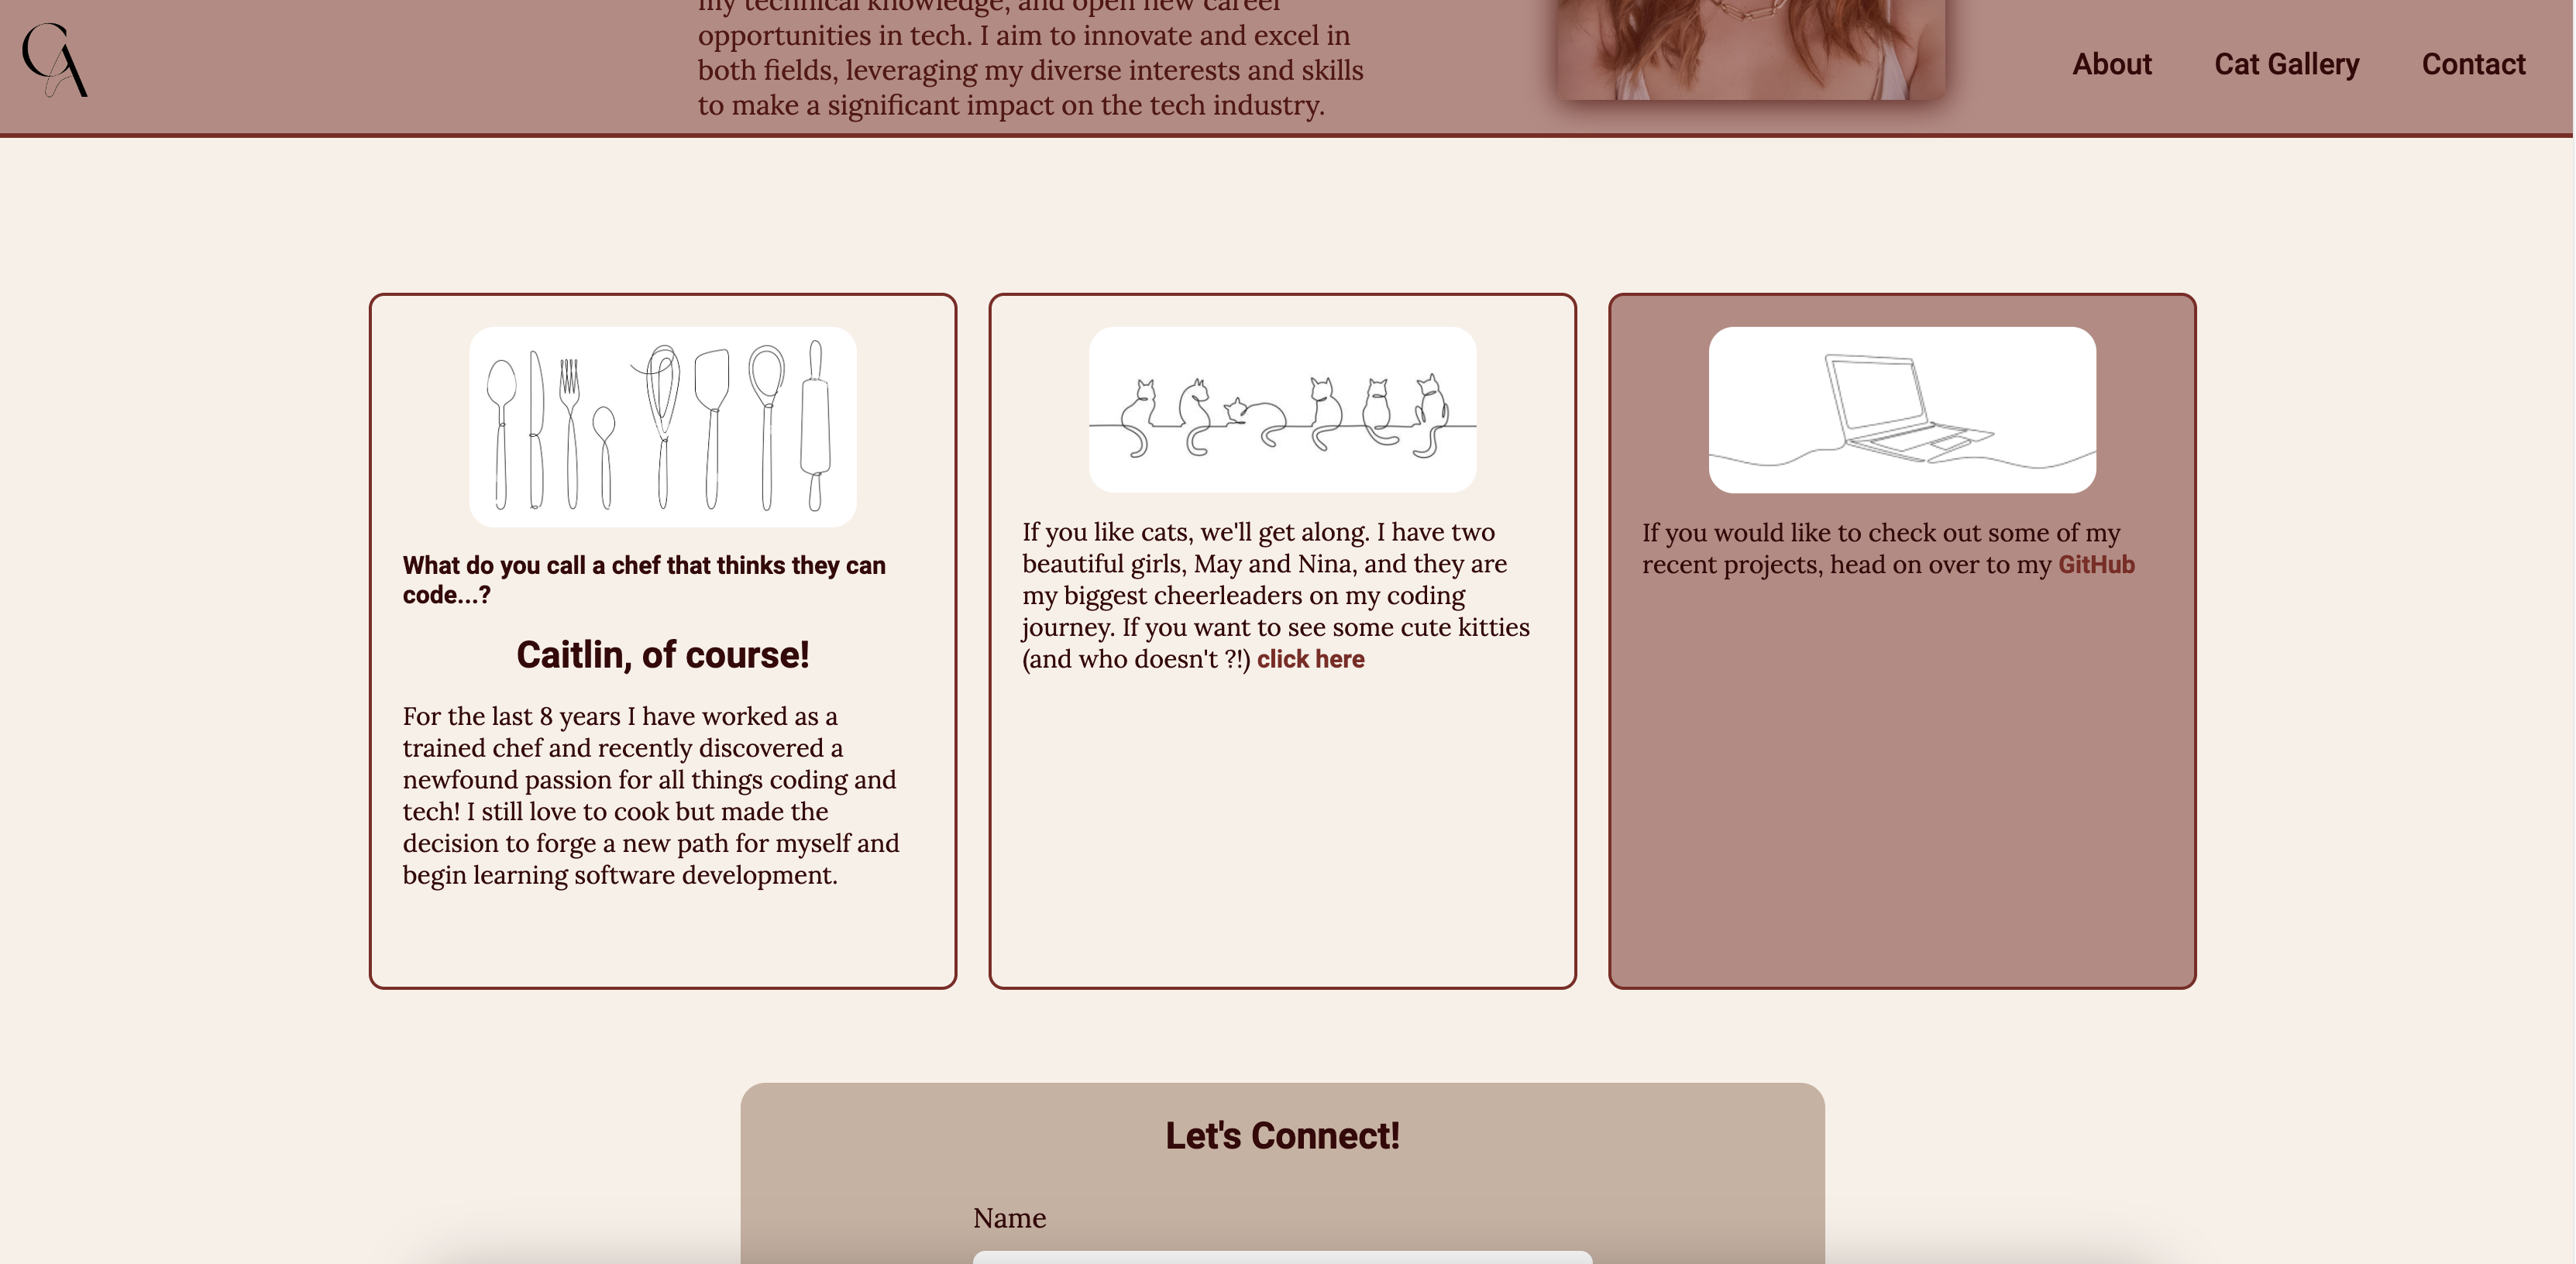 my technical knowledge, and open new career
opportunities in tech. I aim to innovate and excel in
both fields, leveraging my diverse interests and skills
to make a significant impact on the tech industry.
CA
About
Cat Gallery
Contact
What do you call a chef that thinks they can
code...?
Caitlin, of course!
For the last 8 years I have worked as a
trained chef and recently discovered a
newfound passion for all things coding and
tech! I still love to cook but made the
decision to forge a new path for myself and
begin learning software development.
If you like cats, we'll get along. I have two
beautiful girls, May and Nina, and they are
my biggest cheerleaders on my coding
journey. If you want to see some cute kitties
(and who doesn't ?!) click here
If you would like to check out some of my
recent projects, head on over to my GitHub
Let's Connect!
Name